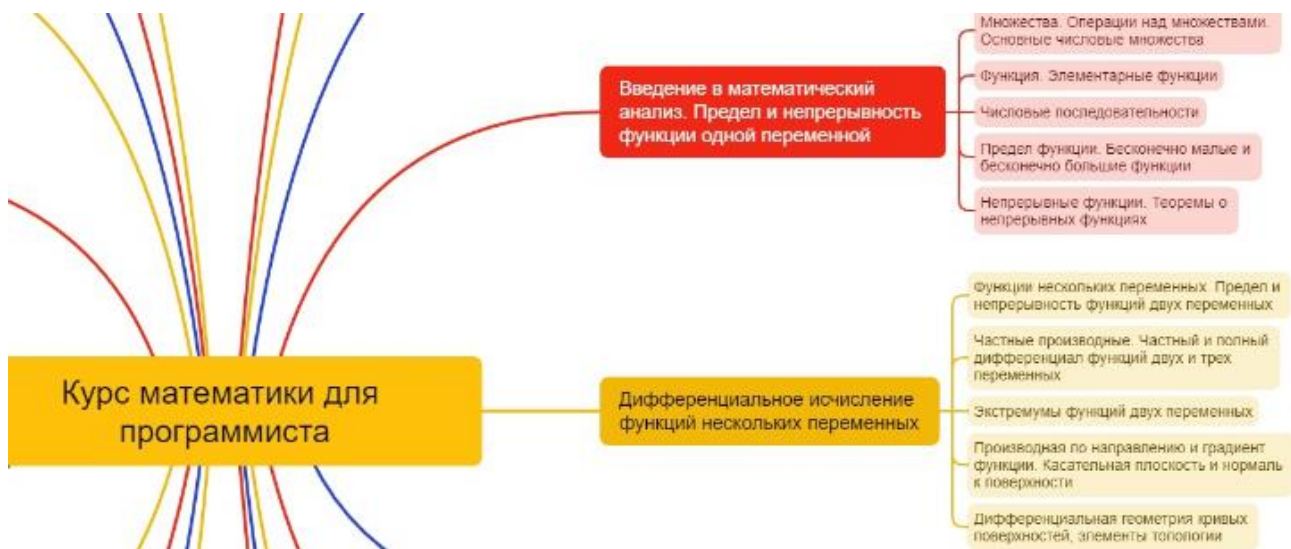 Множества. Операции над множествами.
Основные числовые множества
Введение в математический
анализ. Предел и непрерывность
функции одной переменной
Функция. Элементарные функции
Числовые последовательности
Предел функции. Бесконечно малые и
бесконечно большие функции
Непрерывные функции. Теоремы о
непрерывных функциях
Курс математики для
программиста
Дифференциальное исчисление
функций нескольких переменных
Функции нескольких переменных. Предел и
непрерывность функций двух переменных
Частные производные. Частный и полный
дифференциал функций двух и трех
переменных
Экстремумы функций двух переменных
Производная по направлению и градиент
функции. Касательная плоскость и нормаль
к поверхности
Дифференциальная геометрия кривых
поверхностей, элементы топологии